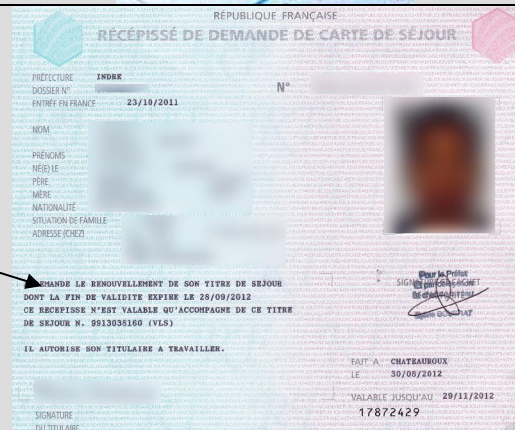 RÉPUBLIQUE FRANÇAISE
RÉCÉPISSÉ DE DEMANDE DE CARTE DE SÉJOUR
PRÉFECTURE INDRE
DOSSIER N°
N°
ENTRÉE EN FRANCE 23/10/2011
NOM
PRÉNOMS
NÉ(E) LE
PÈRE
MÈRE
NATIONALITÉ
SITUATION DE FAMILLE
ADRESSE (CHEZ)
DEMANDE LE RENOUVELLEMENT DE SON TITRE DE SEJOUR
DONT LA FIN DE VALIDITE EXPIRE LE 28/09/2012
CE RECEPISSE N'EST VALABLE QU'ACCOMPAGNE DE CE TITRE
DE SEJOUR N. 9913038160 (VLS)
IL AUTORISE SON TITULAIRE A TRAVAILLER.
Pour le Préfet
FAIT A CHATEAUROUX
LE 30/08/2012
VALABLE JUSQU'AU 29/11/2012
17872429
SIGNATURE
DU TITULAIRE